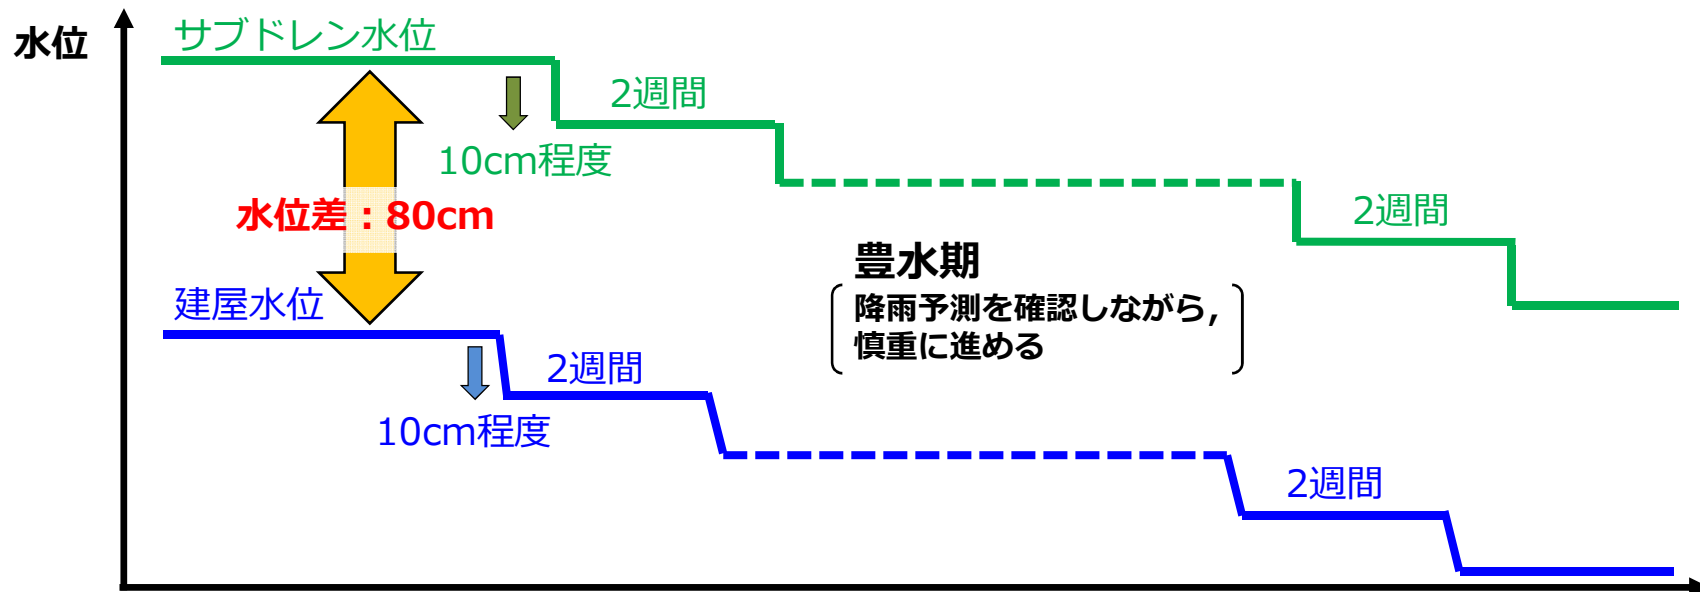 水位
サブドレン水位
2週間
10cm程度
2週間
水位差：80cm
豊水期
降雨予測を確認しながら,
慎重に進める
建屋水位
2週間
10cm程度
2週間